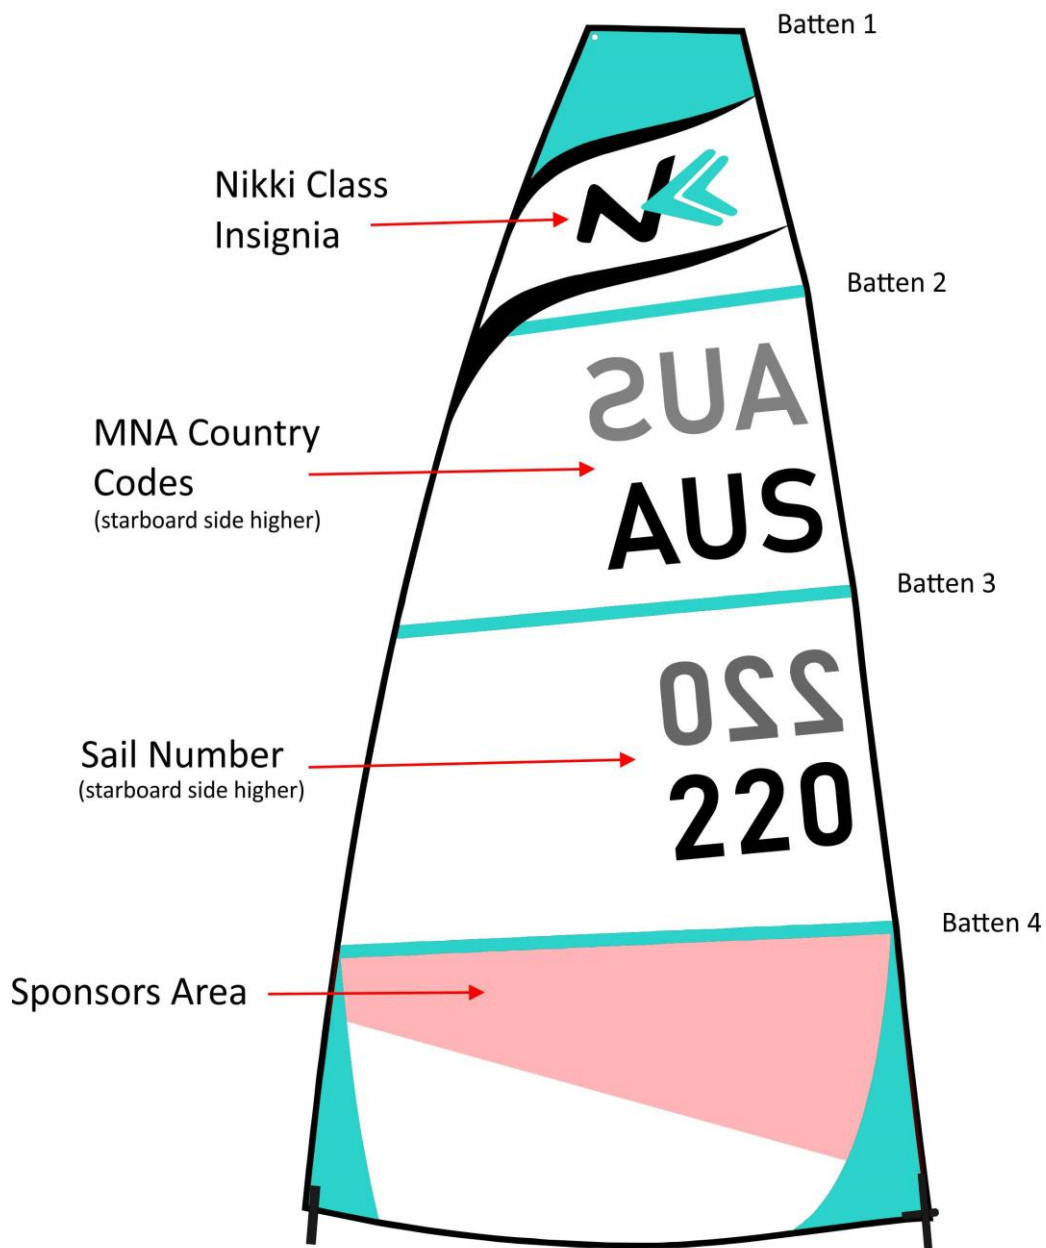 Batten 1
Nikki Class
Insignia
Batten 2
AUS
MNA Country
Codes
(starboard side higher)
AUS
Batten 3
220
Sail Number
(starboard side higher)
220
Batten 4
Sponsors Area